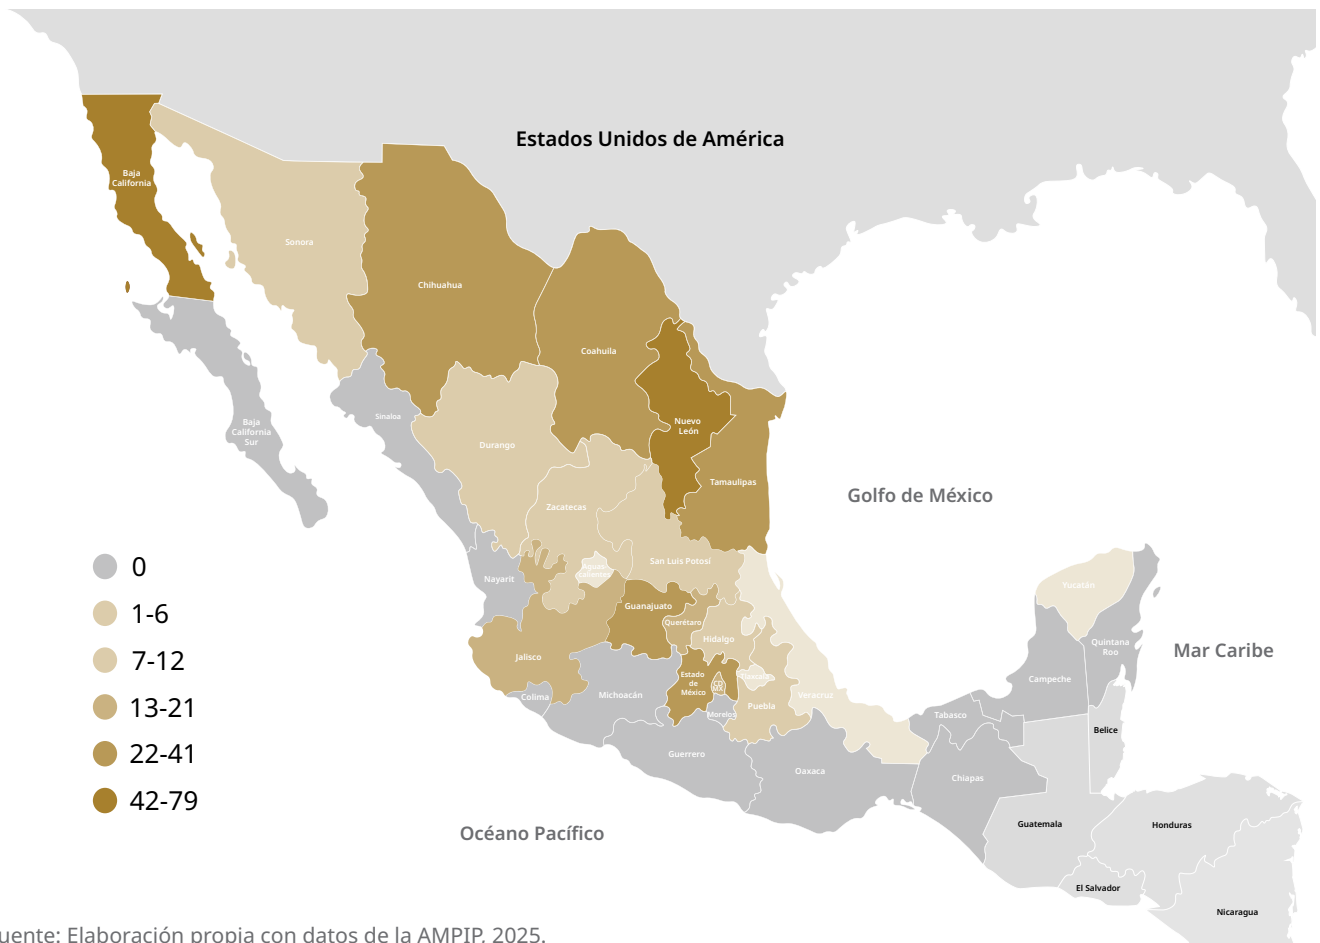 Estados Unidos de América
Baja
California
Sonora
Chihuahua
Coahuila
Nuevo
León
Tamaulipas
Sinaloa
Baja
California
Sur
Durango
Zacatecas
San Luis Potosí
Aguas-
calientes
Nayarit
Guanajuato
Querétaro
Hidalgo
Jalisco
Colima
Michoacán
Estado
de
México
CD
MX
Tlaxcala
Morelos
Puebla
Veracruz
Guerrero
Oaxaca
Tabasco
Chiapas
Campeche
Yucatán
Quintana
Roo
Belice
Guatemala
Honduras
El Salvador
Nicaragua
Golfo de México
Mar Caribe
Océano Pacífico
0
1-6
7-12
13-21
22-41
42-79
uente: Elaboración propia con datos de la AMPIP, 2025.